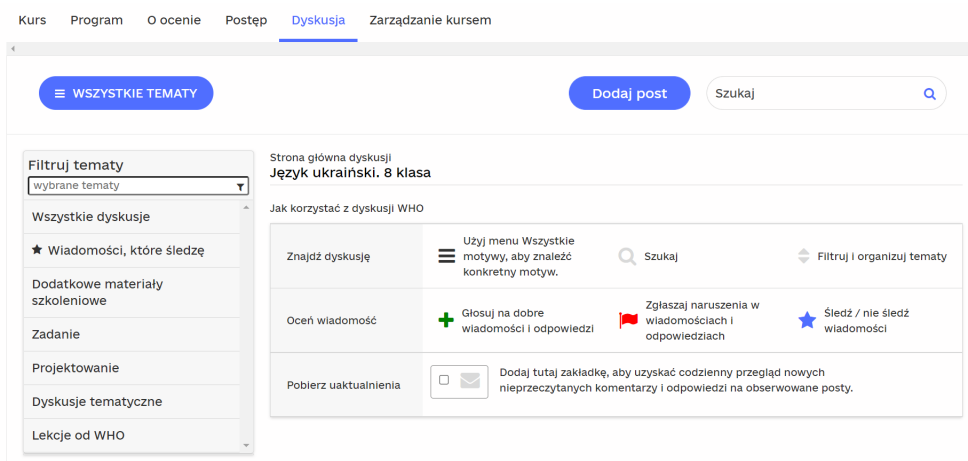 Kurs Program O ocenie Postęp Dyskusja Zarządzanie kursem
WSZYSTKIE TEMATY
Dodaj post
Szukaj
Filtruj tematy
wybrane tematy
Wszystkie dyskusje
Wiadomości, które śledzę
Dodatkowe materiały
szkoleniowe
Zadanie
Projektowanie
Dyskusje tematyczne
Lekcje od WHO
Strona główna dyskusji
Język ukraiński. 8 klasa
Jak korzystać z dyskusji WHO
Znajdź dyskusję
Użyj menu Wszystkie
motywy, aby znaleźć
konkretny motyw.
Szukaj
Filtruj i organizuj tematy
Oceń wiadomość
Głosuj na dobre
wiadomości i odpowiedzi
Zgłaszaj naruszenia w
wiadomościach i
odpowiedziach
Śledź / nie śledź
wiadomości
Pobierz uaktualnienia
Dodaj tutaj zakładkę, aby uzyskać codzienny przegląd nowych
nieprzeczytanych komentarzy i odpowiedzi na obserwowane posty.